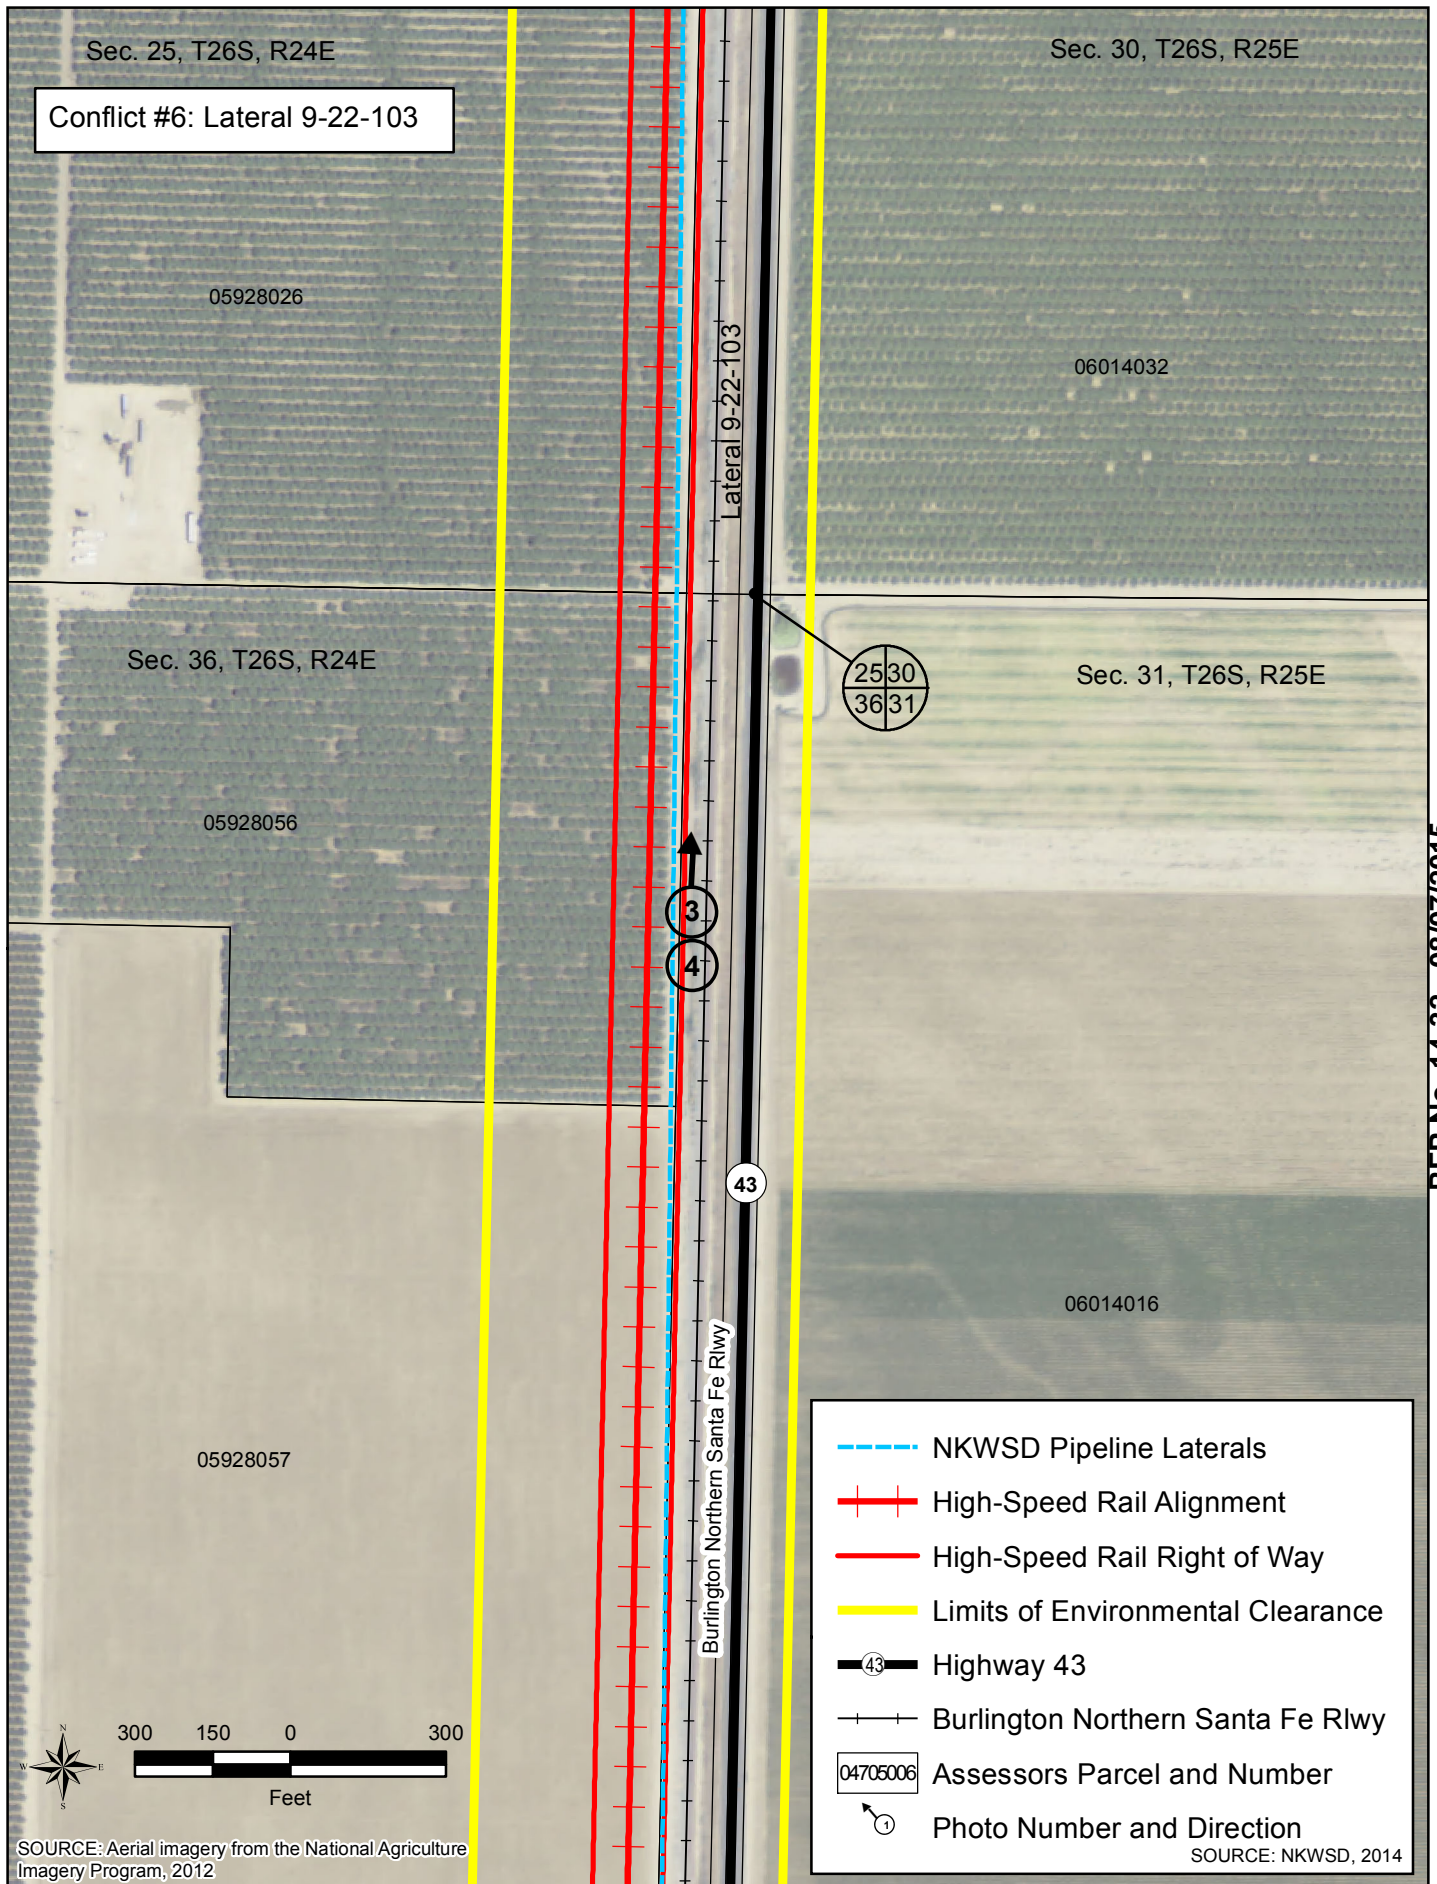 Sec. 25, T26S, R24E
Sec. 30, T26S, R25E
Conflict #6: Lateral 9-22-103
05928026
06014032
Lateral 9-22-103
Sec. 36, T26S, R24E
2530
3631
Sec. 31, T26S, R25E
05928056
3
4
43
06014016
Burlington Northern Santa Fe Rlwy
05928057
NKWSD Pipeline Laterals
High-Speed Rail Alignment
High-Speed Rail Right of Way
Limits of Environmental Clearance
43 Highway 43
Burlington Northern Santa Fe Rlwy
04705006 Assessors Parcel and Number
1 Photo Number and Direction
SOURCE: NKWSD, 2014
N
W E
S
300 150 0 300
Feet
SOURCE: Aerial imagery from the National Agriculture
Imagery Program, 2012